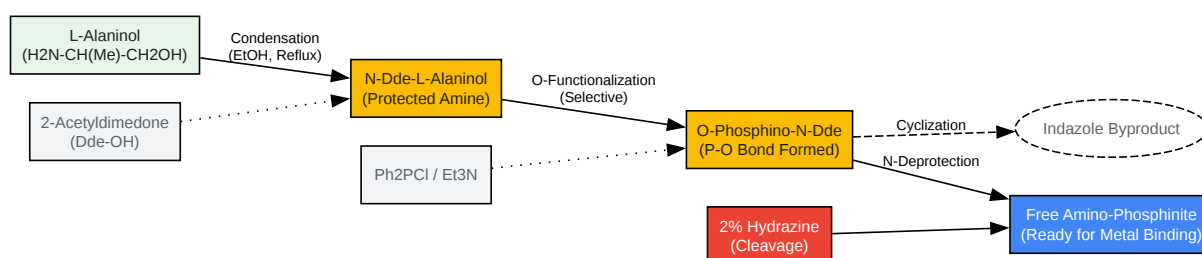 L-Alaninol
(H2N-CH(Me)-CH2OH)
Condensation
(EtOH, Reflux)
2-Acetyldimedone
(Dde-OH)
N-Dde-L-Alaninol
(Protected Amine)
O-Functionalization
(Selective)
Ph2PCl / Et3N
O-Phosphino-N-Dde
(P-O Bond Formed)
Cyclization
Indazole Byproduct
N-Deprotection
2% Hydrazine
(Cleavage)
Free Amino-Phosphinite
(Ready for Metal Binding)